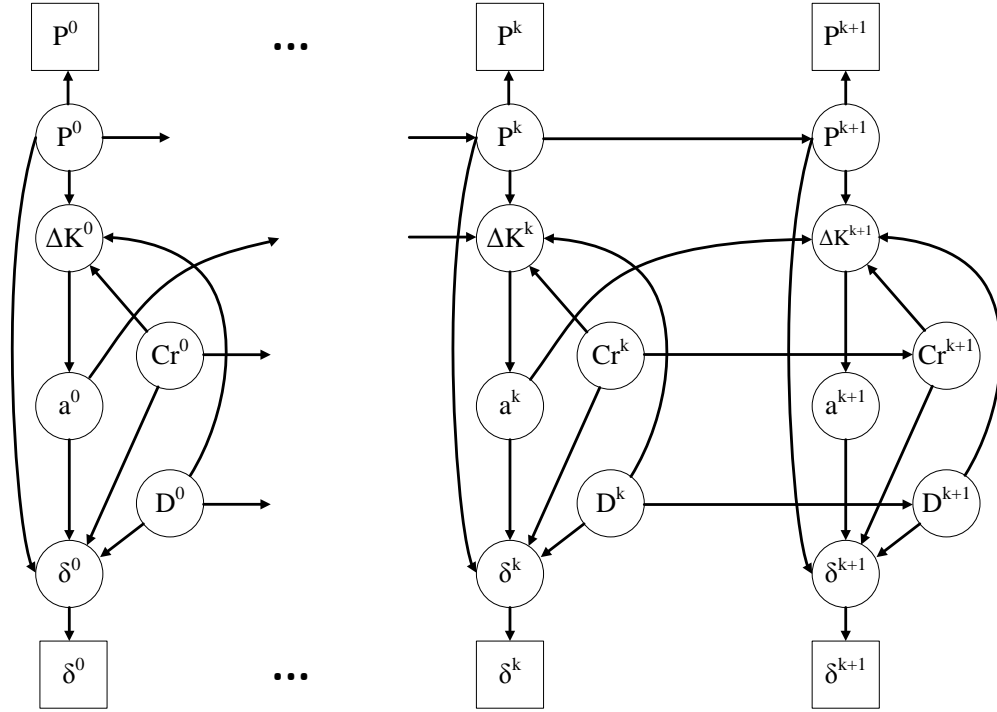 P⁰ ... Pᵏ Pᵏ⁺¹
P⁰ Pᵏ Pᵏ⁺¹
ΔK⁰ ΔKᵏ ΔKᵏ⁺¹
Cr⁰ Crᵏ Crᵏ⁺¹
a⁰ aᵏ aᵏ⁺¹
D⁰ Dᵏ Dᵏ⁺¹
δ⁰ δᵏ δᵏ⁺¹
δ⁰ ... δᵏ δᵏ⁺¹